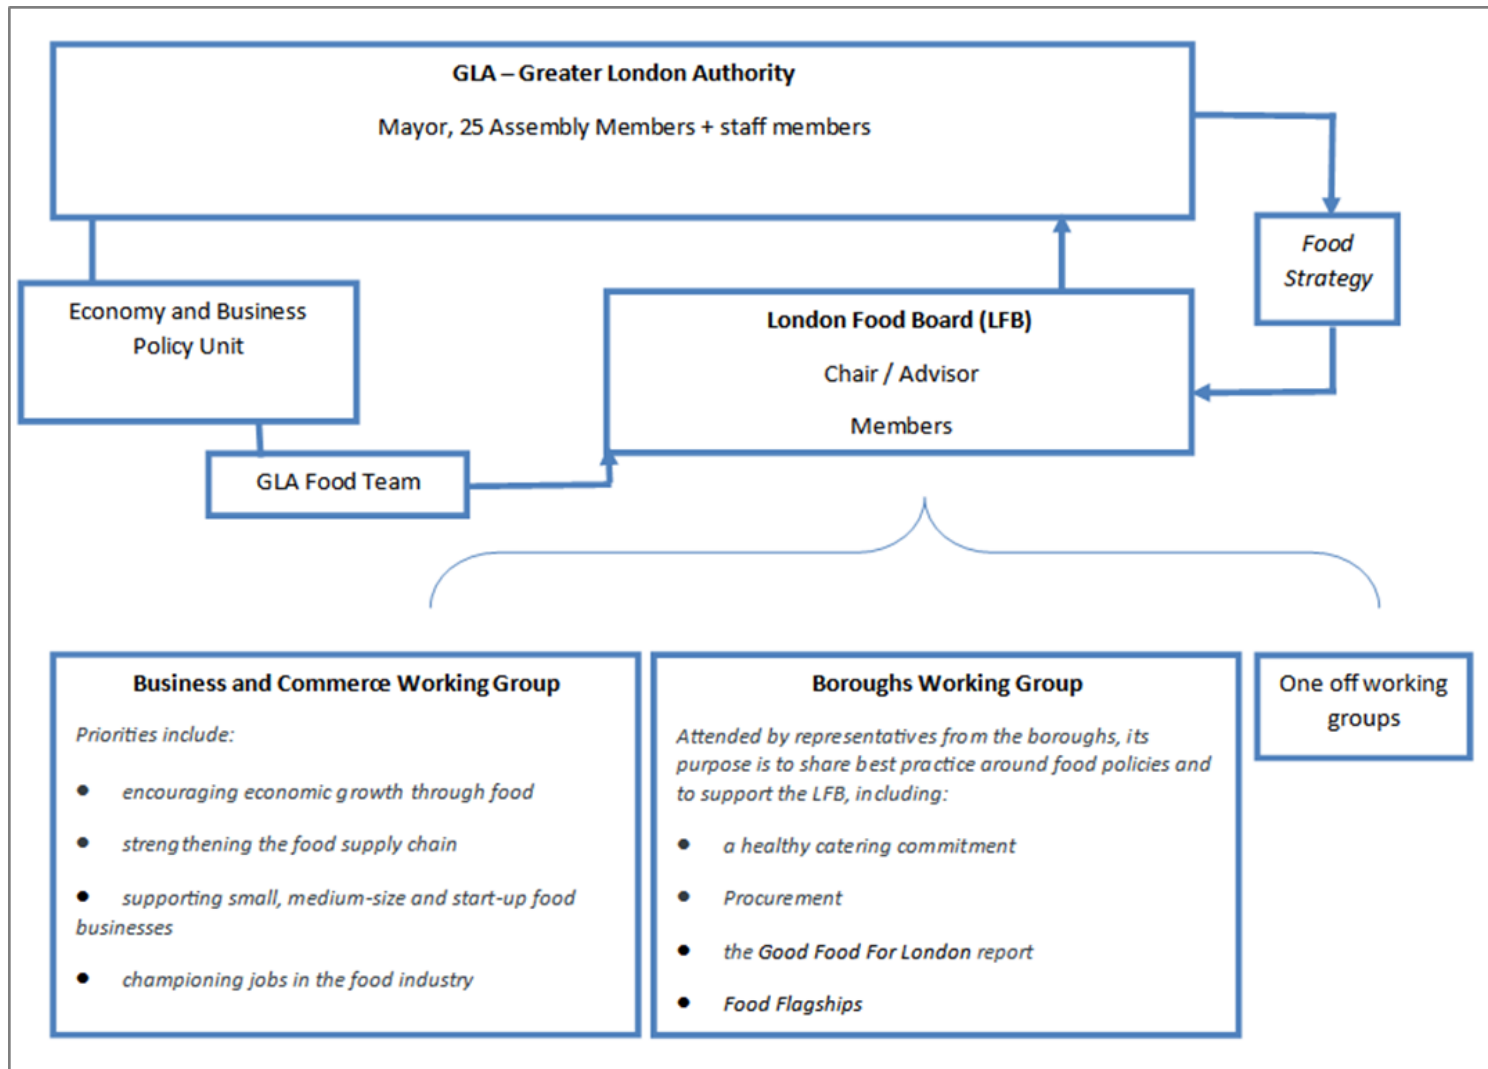 GLA – Greater London Authority
Mayor, 25 Assembly Members + staff members
Food
Strategy
Economy and Business
Policy Unit
London Food Board (LFB)
Chair / Advisor
Members
GLA Food Team
Business and Commerce Working Group
Priorities include:
● encouraging economic growth through food
● strengthening the food supply chain
● supporting small, medium-size and start-up food
businesses
● championing jobs in the food industry
Boroughs Working Group
Attended by representatives from the boroughs, its
purpose is to share best practice around food policies and
to support the LFB, including:
● a healthy catering commitment
● Procurement
● the Good Food For London report
● Food Flagships
One off working
groups